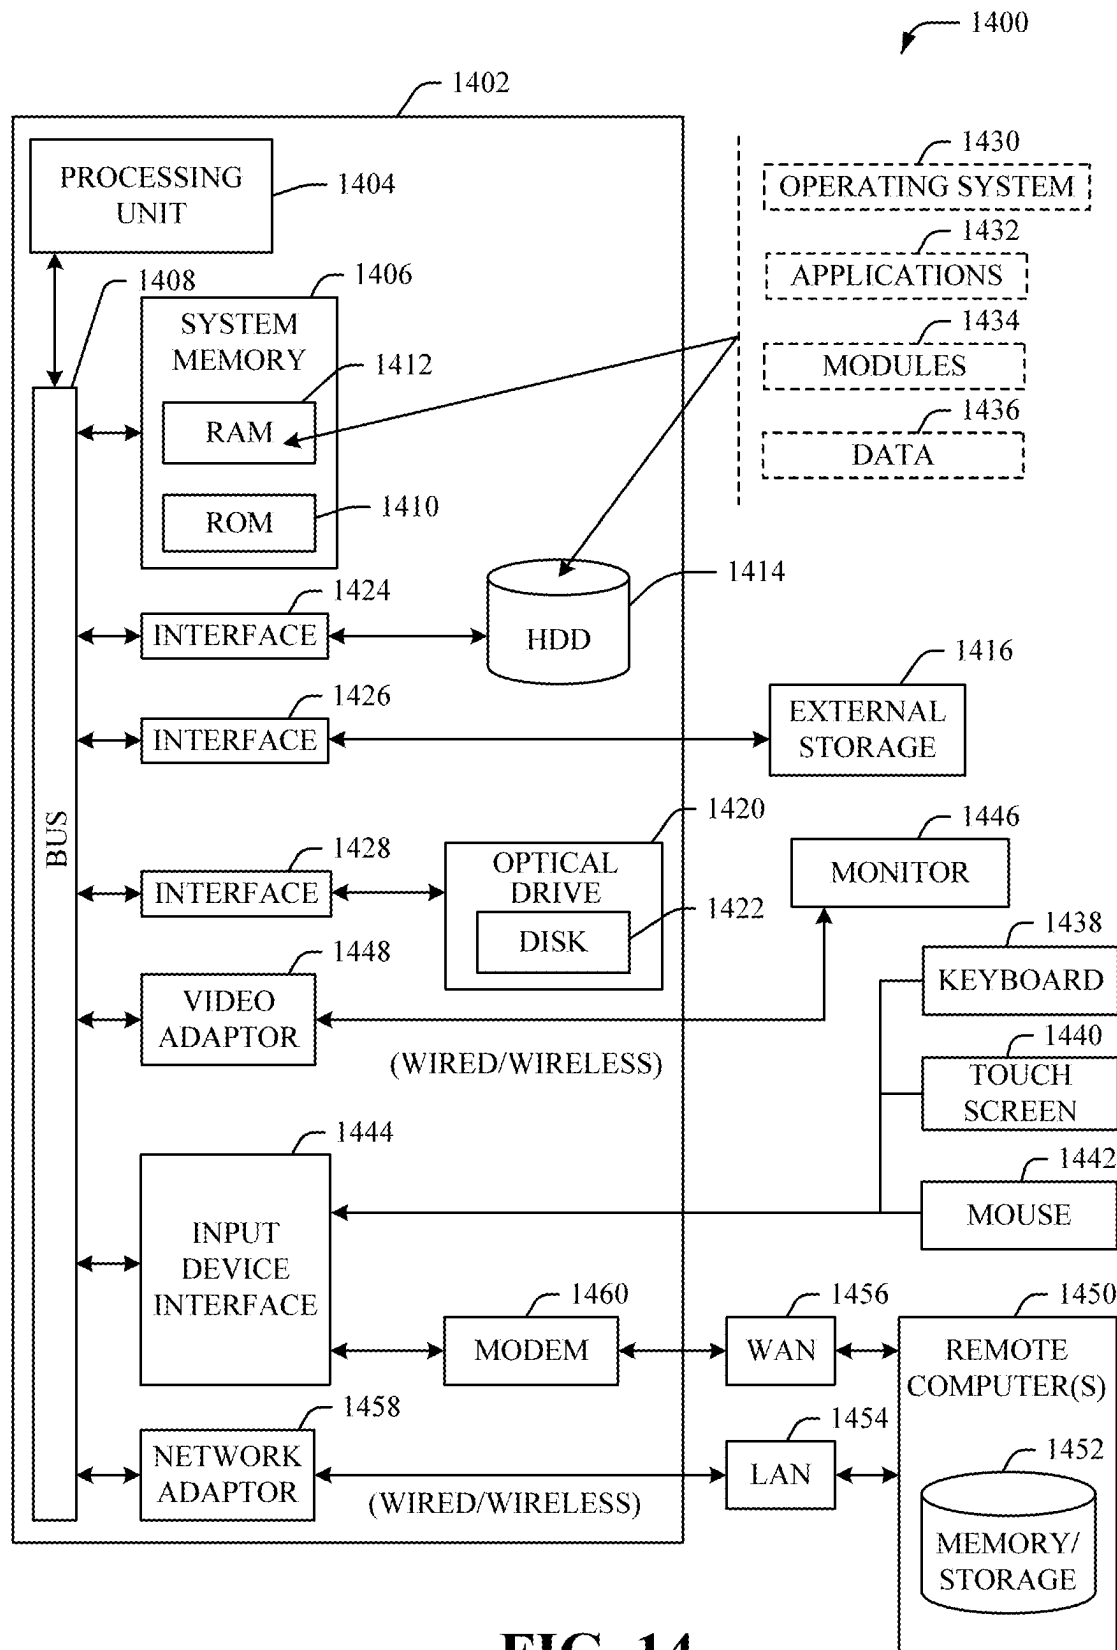 1400
1402
PROCESSING
UNIT
1404
1430
OPERATING SYSTEM
1432
APPLICATIONS
1434
MODULES
1436
DATA
1408
1406
SYSTEM
MEMORY
1412
RAM
1410
ROM
1424
INTERFACE
1414
HDD
1426
INTERFACE
1416
EXTERNAL
STORAGE
BUS
1428
INTERFACE
1420
OPTICAL
DRIVE
1422
DISK
1446
MONITOR
1448
VIDEO
ADAPTOR
(WIRED/WIRELESS)
1438
KEYBOARD
1440
TOUCH
SCREEN
1442
MOUSE
1444
INPUT
DEVICE
INTERFACE
1460
MODEM
1456
WAN
1450
REMOTE
COMPUTER(S)
1458
NETWORK
ADAPTOR
(WIRED/WIRELESS)
1454
LAN
1452
MEMORY/
STORAGE
FIG. 14